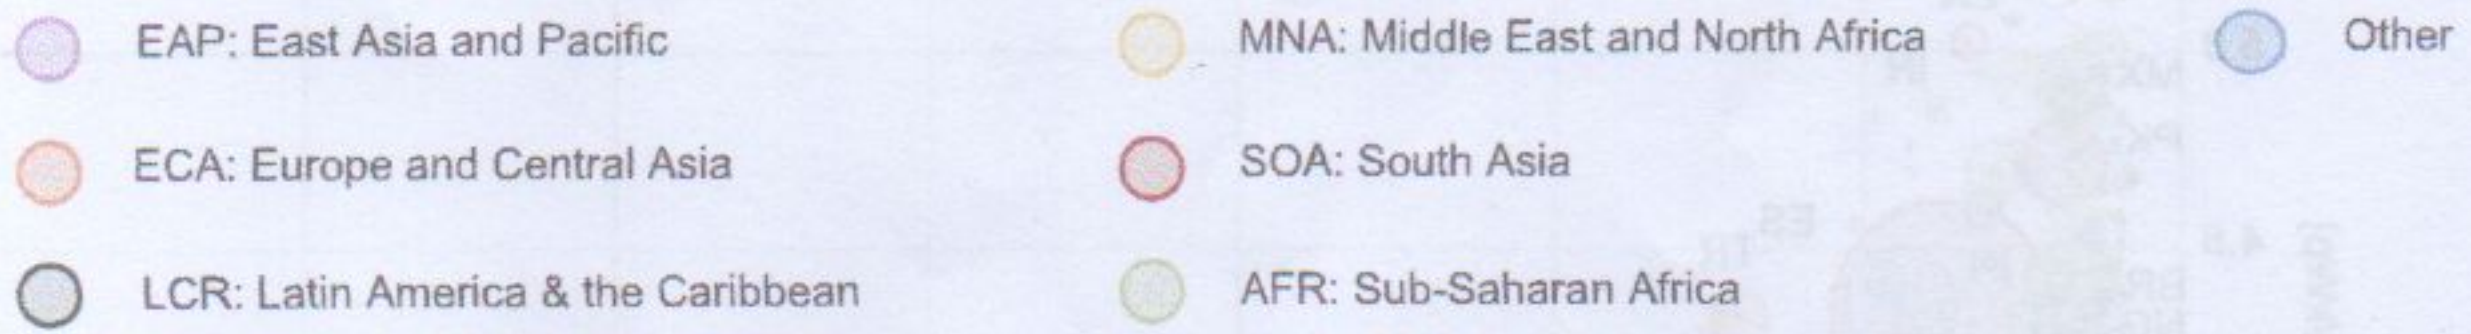 EAP: East Asia and Pacific
ECA: Europe and Central Asia
LCR: Latin America & the Caribbean
MNA: Middle East and North Africa
SOA: South Asia
AFR: Sub-Saharan Africa
Other